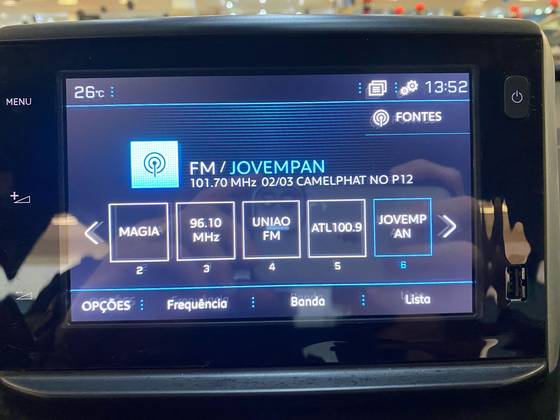 26°C 13:52
MENU
FONTES
FM / JOVEMPAN
101.70 MHz 02/03 CAMELPHAT NO P12
MAGIA
96.10
MHz
UNIAO
FM
ATL100.9
JOVEMP
AN
2 3 4 5 6
OPÇÕES Frequência Banda Lista